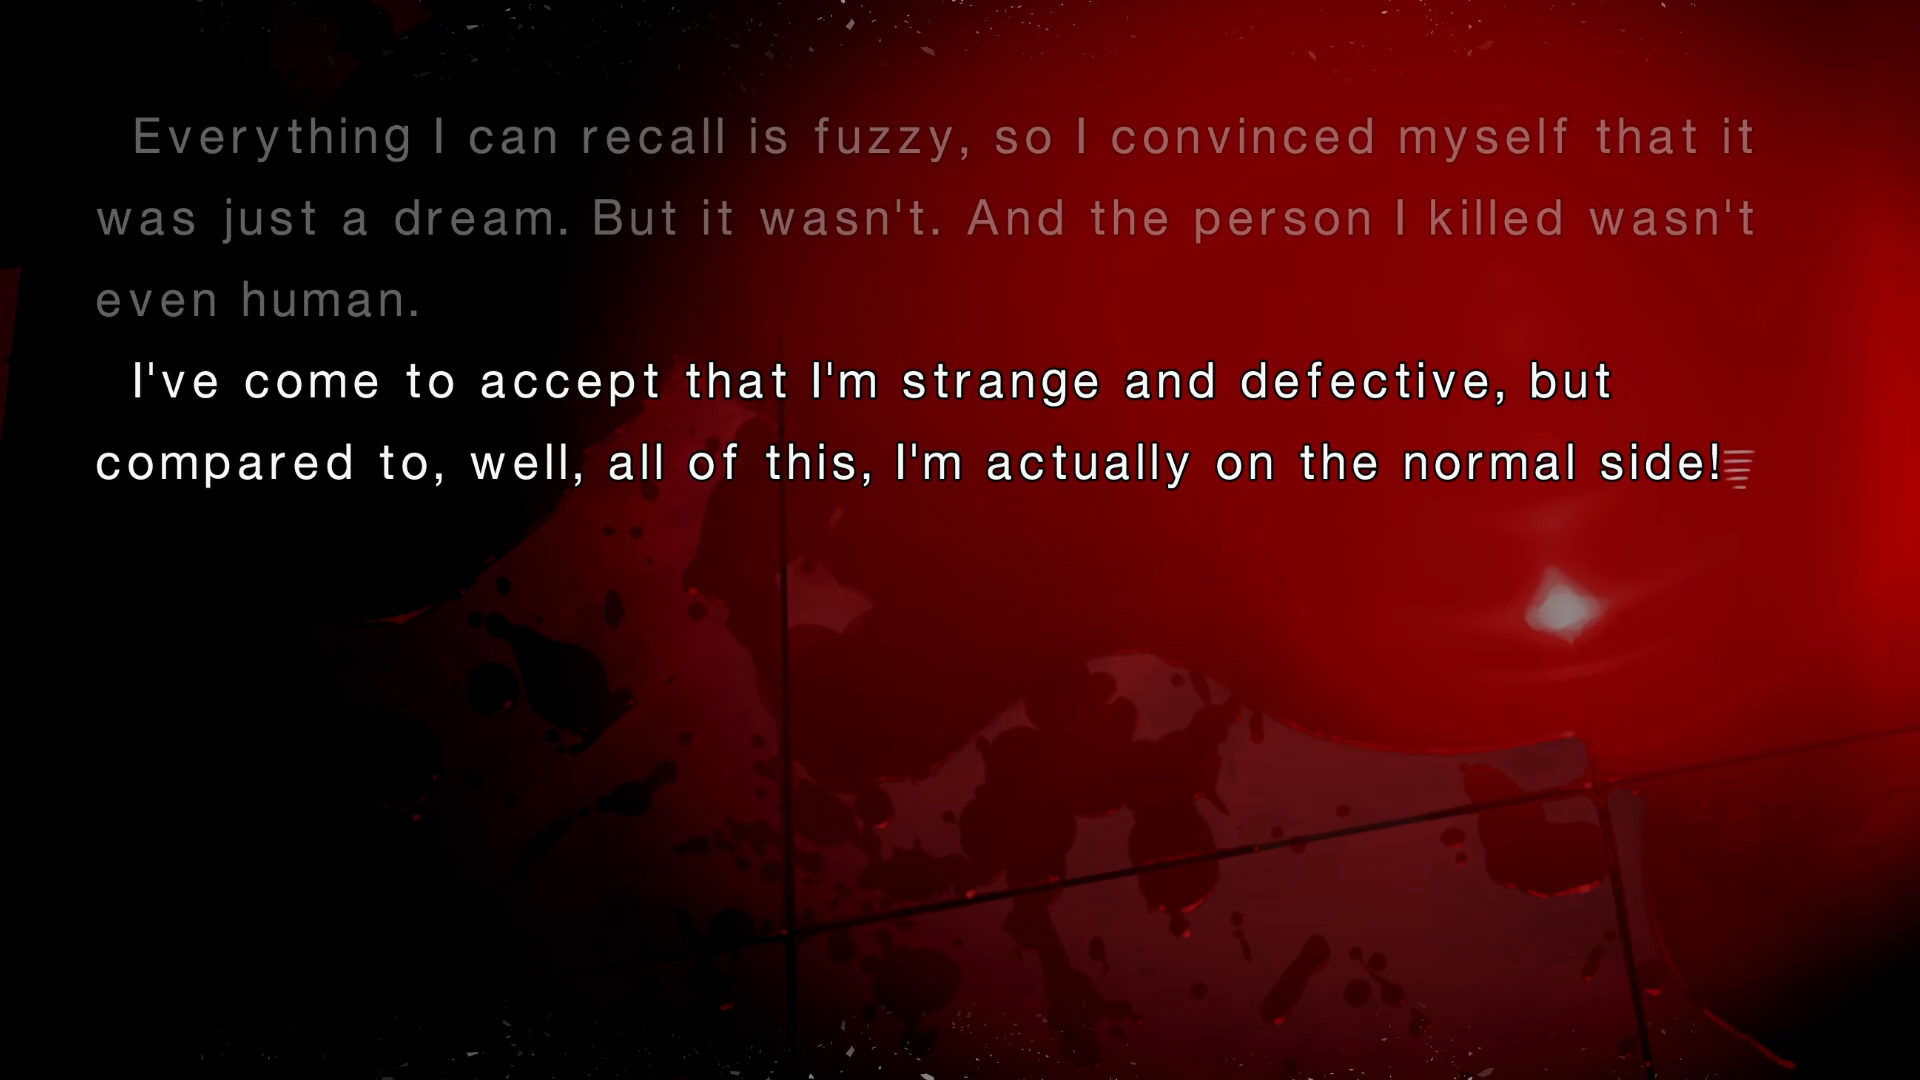 Everything I can recall is fuzzy, so I convinced myself that it
was just a dream. But it wasn't. And the person I killed wasn't
even human.
I've come to accept that I'm strange and defective, but
compared to, well, all of this, I'm actually on the normal side!